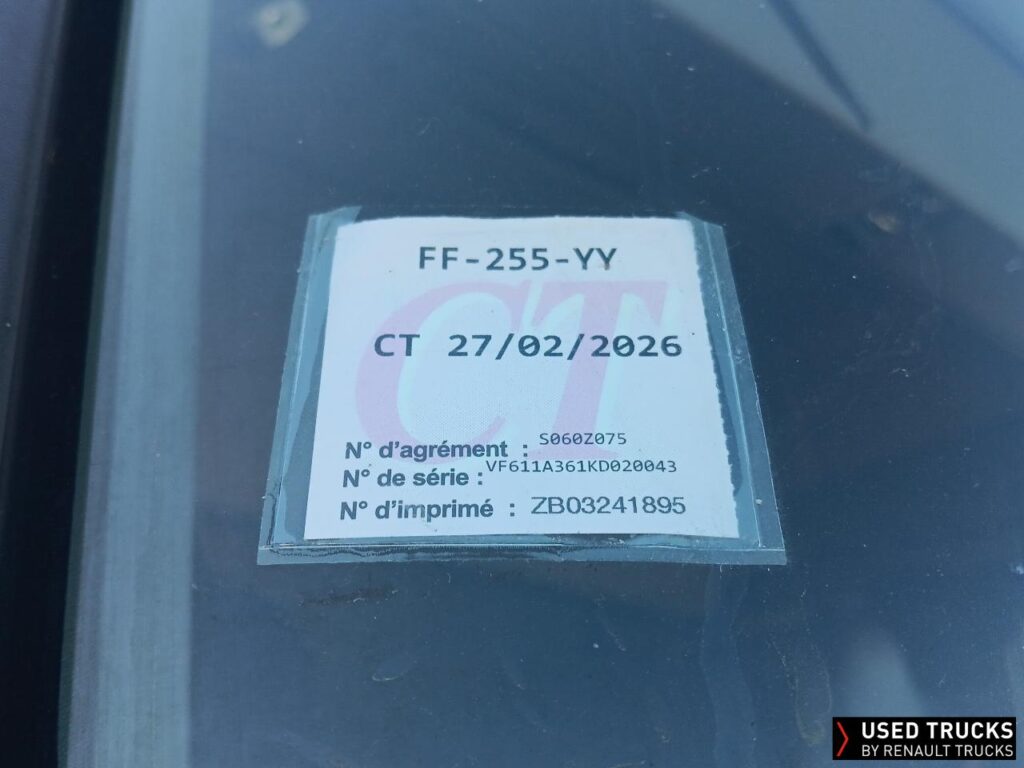 FF-255-YY
CT
CT 27/02/2026
N° d'agrément : S060Z075
N° de série : VF611A361KD020043
N° d'imprimé : ZB03241895
USED TRUCKS
BY RENAULT TRUCKS